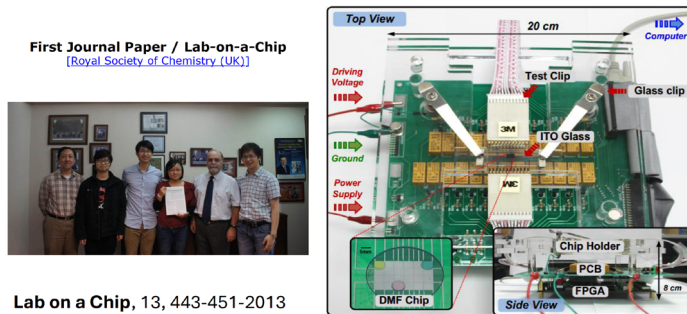 First Journal Paper / Lab-on-a-Chip
[Royal Society of Chemistry (UK)]
Lab on a Chip, 13, 443-451-2013
Top View
20 cm
Computer
Driving
Voltage
Test Clip
Glass clip
3M
ITO Glass
Ground
3M
Power
Supply
DMF Chip
Chip Holder
PCB
FPGA
8 cm
Side View